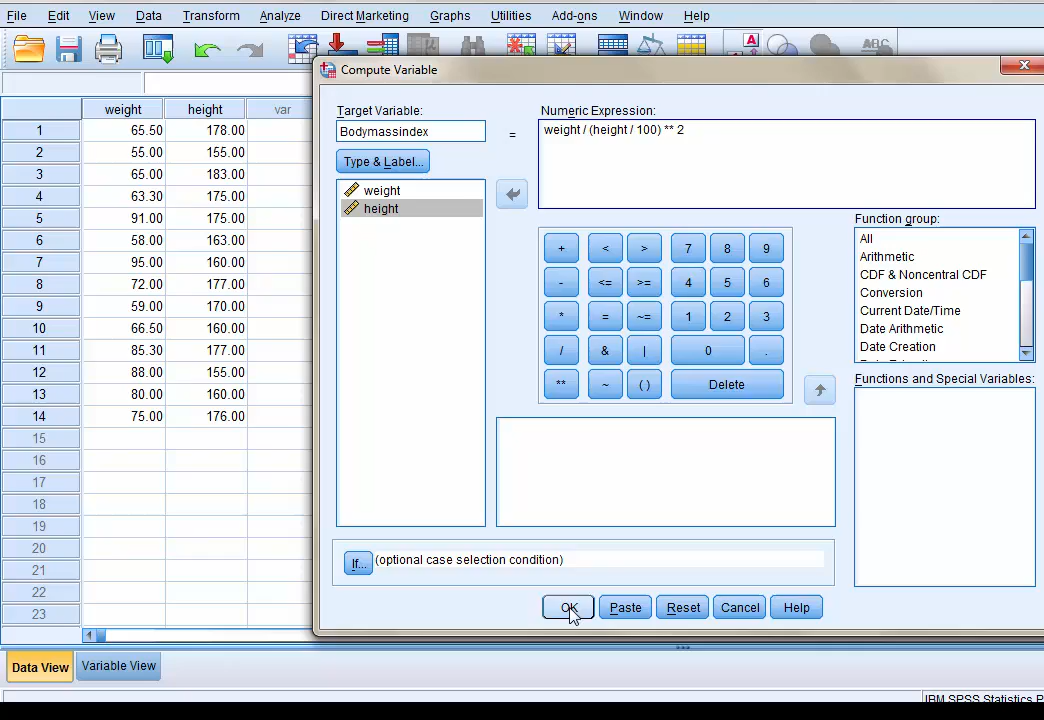 File Edit View Data Transform Analyze Direct Marketing Graphs Utilities Add-ons Window Help
Compute Variable
weight height var
1 65.50 178.00
2 55.00 155.00
3 65.00 183.00
4 63.30 175.00
5 91.00 175.00
6 58.00 163.00
7 95.00 160.00
8 72.00 177.00
9 59.00 170.00
10 66.50 160.00
11 85.30 177.00
12 88.00 155.00
13 80.00 160.00
14 75.00 176.00
15
16
17
18
19
20
21
22
23
Target Variable:
Bodymassindex
=
Type & Label...
weight
height
Numeric Expression:
weight / (height / 100) ** 2
+ < > 7 8 9
- <= >= 4 5 6
* = ~= 1 2 3
/ & | 0 .
** ~ ( ) Delete
Function group:
All
Arithmetic
CDF & Noncentral CDF
Conversion
Current Date/Time
Date Arithmetic
Date Creation
Functions and Special Variables:
If... (optional case selection condition)
OK Paste Reset Cancel Help
Data View Variable View
IBM SPSS Statistics P